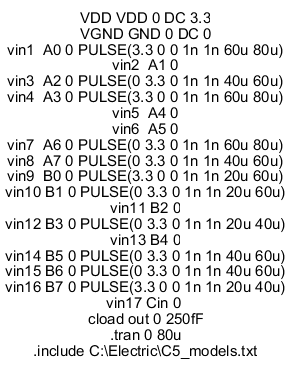 VDD VDD 0 DC 3.3
VGND GND 0 DC 0
vin1  A0 0 PULSE(3.3 0 0 1n 1n 60u 80u)
vin2  A1 0
vin3  A2 0 PULSE(0 3.3 0 1n 1n 40u 60u)
vin4  A3 0 PULSE(3.3 0 0 1n 1n 60u 80u)
vin5  A4 0
vin6  A5 0
vin7  A6 0 PULSE(0 3.3 0 1n 1n 60u 80u)
vin8  A7 0 PULSE(0 3.3 0 1n 1n 40u 60u)
vin9  B0 0 PULSE(3.3 0 0 1n 1n 20u 60u)
vin10 B1 0 PULSE(0 3.3 0 1n 1n 20u 60u)
vin11 B2 0
vin12 B3 0 PULSE(0 3.3 0 1n 1n 20u 40u)
vin13 B4 0
vin14 B5 0 PULSE(0 3.3 0 1n 1n 40u 60u)
vin15 B6 0 PULSE(0 3.3 0 1n 1n 40u 60u)
vin16 B7 0 PULSE(3.3 0 0 1n 1n 20u 40u)
vin17 Cin 0
cload out 0 250fF
.tran 0 80u
.include C:\Electric\C5_models.txt